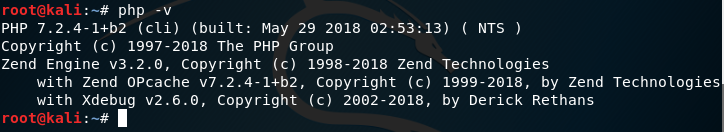 root@kali:~# php -v
PHP 7.2.4-1+b2 (cli) (built: May 29 2018 02:53:13) ( NTS )
Copyright (c) 1997-2018 The PHP Group
Zend Engine v3.2.0, Copyright (c) 1998-2018 Zend Technologies
    with Zend OPcache v7.2.4-1+b2, Copyright (c) 1999-2018, by Zend Technologies
    with Xdebug v2.6.0, Copyright (c) 2002-2018, by Derick Rethans
root@kali:~#